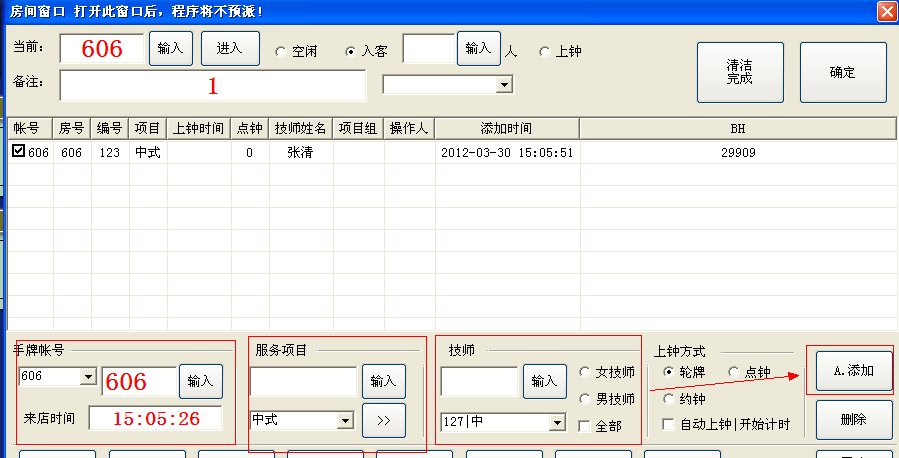 房间窗口 打开此窗口后，程序将不预派！
当前： 606 输入 进入 空闲 入客 输入 人 上钟 清洁完成 确定
备注： 1
帐号 房号 编号 项目 上钟时间 点钟 技师姓名 项目组 操作人 添加时间 BH
606 606 123 中式 0 张清 2012-03-30 15:05:51 29909
手牌帐号 服务项目 技师 上钟方式
606 606 输入 输入 输入 女技师 轮牌 点钟 A.添加
男技师 约钟
来店时间 15:05:26 中式 >> 127|中 全部 自动上钟|开始计时 删除